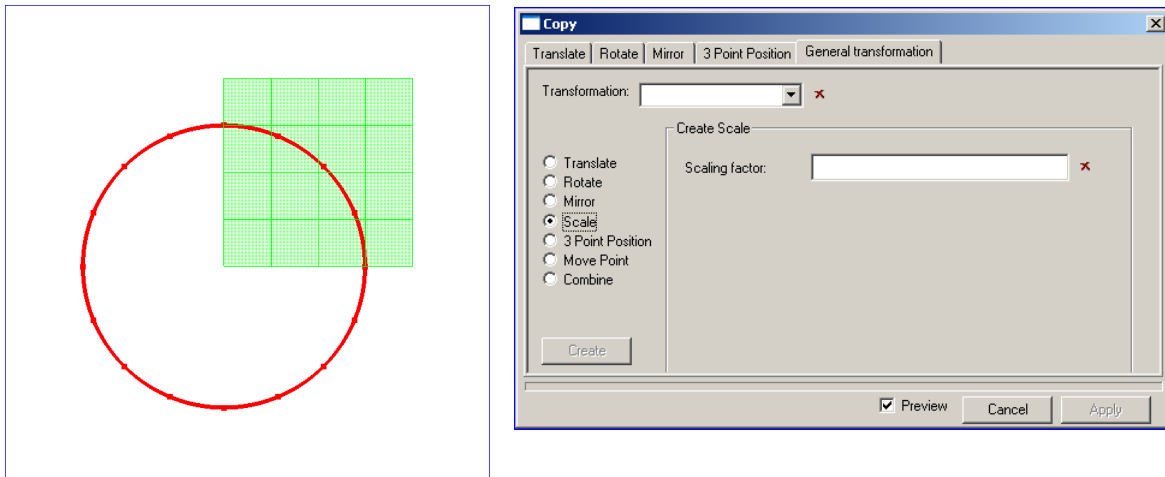 Copy
Translate Rotate Mirror 3 Point Position General transformation
Transformation:
Create Scale
Translate
Scaling factor:
Rotate
Mirror
Scale
3 Point Position
Move Point
Combine
Create
Preview Cancel Apply